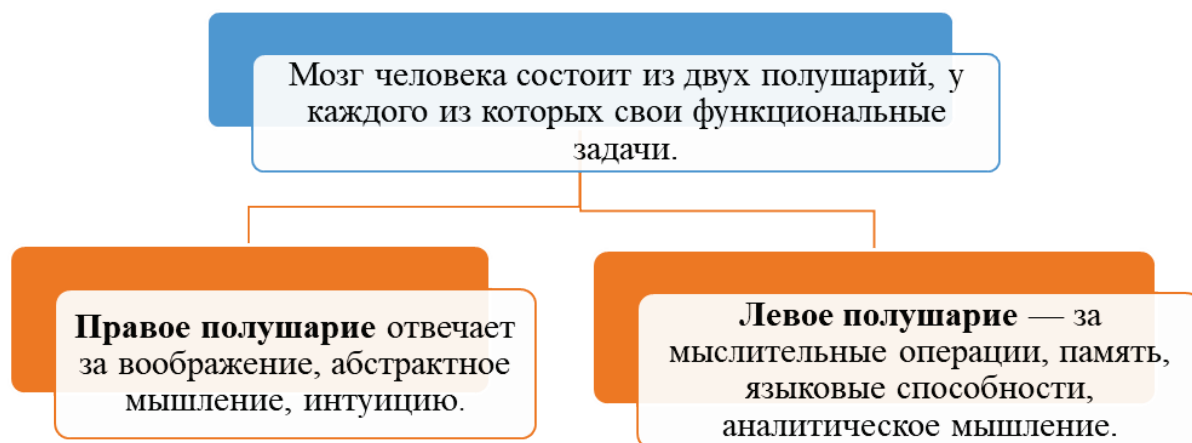 Мозг человека состоит из двух полушарий, у
каждого из которых свои функциональные
задачи.
Правое полушарие отвечает
за воображение, абстрактное
мышление, интуицию.
Левое полушарие — за
мыслительные операции, память,
языковые способности,
аналитическое мышление.